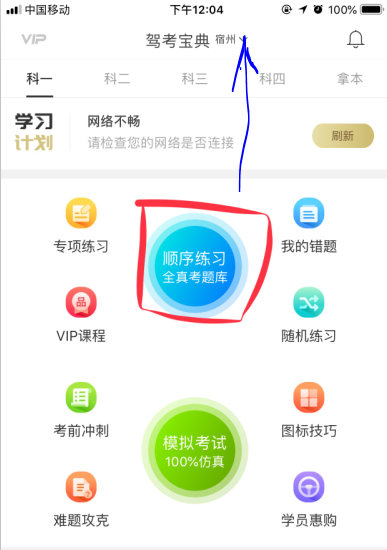 中国移动
下午12:04
100%
VIP
驾考宝典 宿州
科一 科二 科三 科四 拿本
学习
计划
网络不畅
请检查您的网络是否连接
刷新
专项练习
顺序练习
全真考题库
我的错题
品
VIP课程
随机练习
考前冲刺
模拟考试
100%仿真
图标技巧
难题攻克
学员惠购